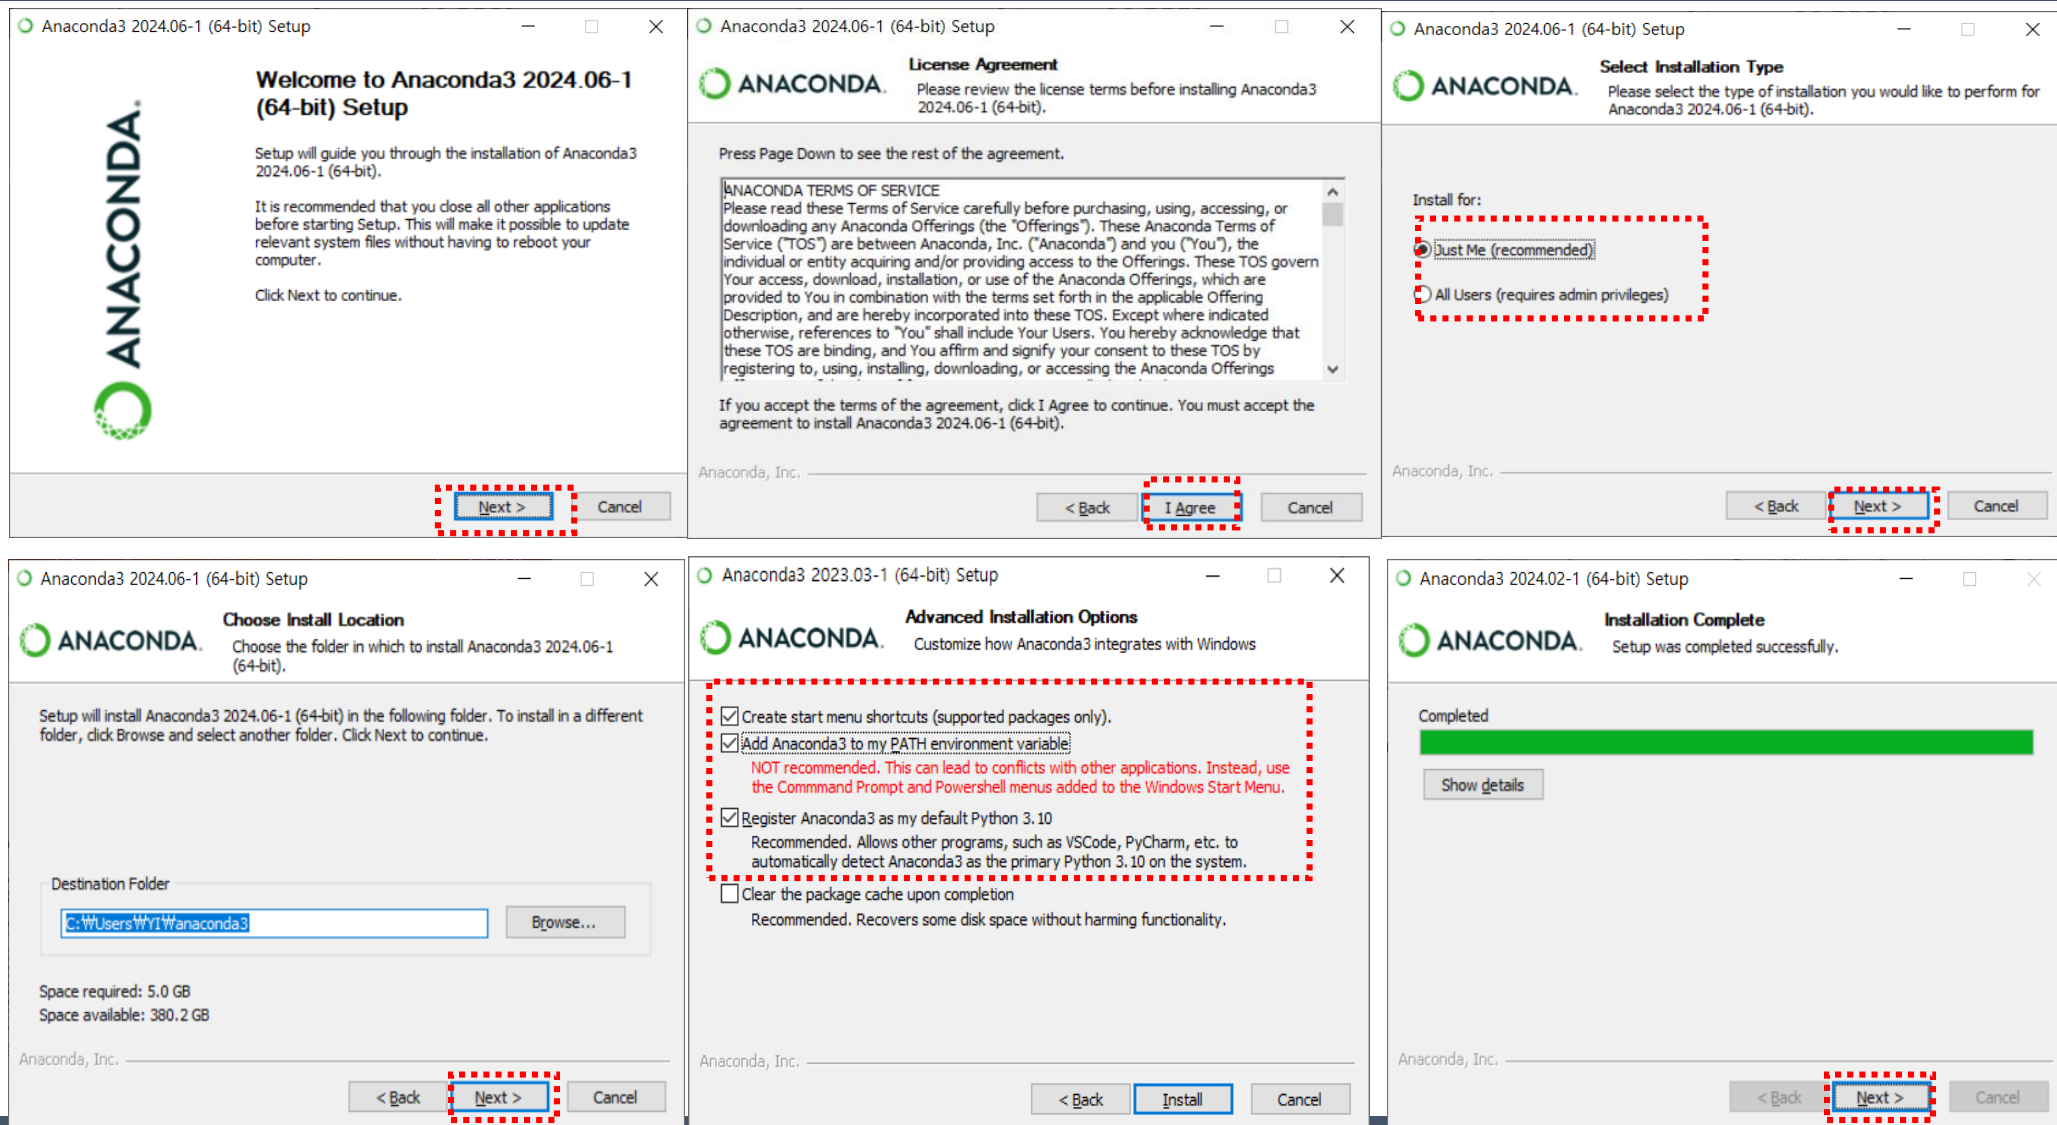 Anaconda3 2024.06-1 (64-bit) Setup
ANACONDA.
Welcome to Anaconda3 2024.06-1
(64-bit) Setup
Setup will guide you through the installation of Anaconda3
2024.06-1 (64-bit).
It is recommended that you close all other applications
before starting Setup. This will make it possible to update
relevant system files without having to reboot your
computer.
Click Next to continue.
Next >
Cancel
Anaconda3 2024.06-1 (64-bit) Setup
ANACONDA.
License Agreement
Please review the license terms before installing Anaconda3
2024.06-1 (64-bit).
Press Page Down to see the rest of the agreement.
ANACONDA TERMS OF SERVICE
Please read these Terms of Service carefully before purchasing, using, accessing, or
downloading any Anaconda Offerings (the "Offerings"). These Anaconda Terms of
Service ("TOS") are between Anaconda, Inc. ("Anaconda") and you ("You"), the
individual or entity acquiring and/or providing access to the Offerings. These TOS govern
Your access, download, installation, or use of the Anaconda Offerings, which are
provided to You in combination with the terms set forth in the applicable Offering
Description, and are hereby incorporated into these TOS. Except where indicated
otherwise, references to "You" shall include Your Users. You hereby acknowledge that
these TOS are binding, and You affirm and signify your consent to these TOS by
registering to, using, installing, downloading, or accessing the Anaconda Offerings
If you accept the terms of the agreement, click I Agree to continue. You must accept the
agreement to install Anaconda3 2024.06-1 (64-bit).
Anaconda, Inc.
< Back
I Agree
Cancel
Anaconda3 2024.06-1 (64-bit) Setup
ANACONDA.
Select Installation Type
Please select the type of installation you would like to perform for
Anaconda3 2024.06-1 (64-bit).
Install for:
Just Me (recommended)
All Users (requires admin privileges)
Anaconda, Inc.
< Back
Next >
Cancel
Anaconda3 2024.06-1 (64-bit) Setup
ANACONDA.
Choose Install Location
Choose the folder in which to install Anaconda3 2024.06-1
(64-bit).
Setup will install Anaconda3 2024.06-1 (64-bit) in the following folder. To install in a different
folder, click Browse and select another folder. Click Next to continue.
Destination Folder
C:₩Users₩YI₩anaconda3
Browse...
Space required: 5.0 GB
Space available: 380.2 GB
Anaconda, Inc.
< Back
Next >
Cancel
Anaconda3 2023.03-1 (64-bit) Setup
ANACONDA.
Advanced Installation Options
Customize how Anaconda3 integrates with Windows
Create start menu shortcuts (supported packages only).
Add Anaconda3 to my PATH environment variable
NOT recommended. This can lead to conflicts with other applications. Instead, use
the Commmand Prompt and Powershell menus added to the Windows Start Menu.
Register Anaconda3 as my default Python 3.10
Recommended. Allows other programs, such as VSCode, PyCharm, etc. to
automatically detect Anaconda3 as the primary Python 3.10 on the system.
Clear the package cache upon completion
Recommended. Recovers some disk space without harming functionality.
Anaconda, Inc.
< Back
Install
Cancel
Anaconda3 2024.02-1 (64-bit) Setup
ANACONDA.
Installation Complete
Setup was completed successfully.
Completed
Show details
Anaconda, Inc.
< Back
Next >
Cancel